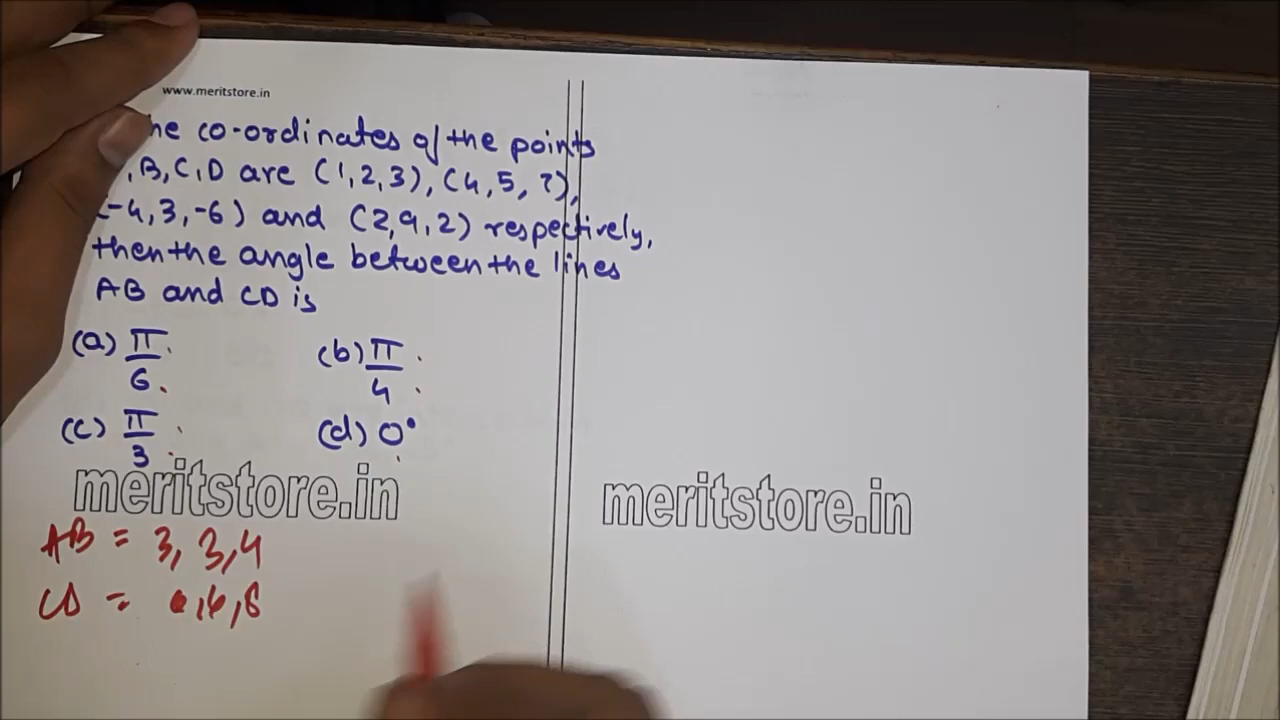 www.meritstore.in
he co-ordinates of the points
,B,C,D are (1,2,3), (4,5,7),
(-4,3,-6) and (2,9,2) respectively,
then the angle between the lines
AB and CD is
(a) π/6 (b) π/4
(c) π/3 (d) 0°
meritstore.in meritstore.in
AB = 3, 3, 4
CD = 6,6,8